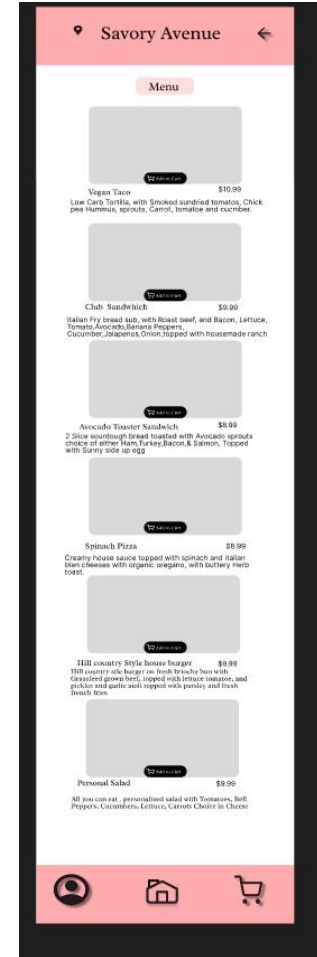 Savory Avenue
Menu
Add to Cart
Vegan Taco $10.99
Low Carb Tortilla, with Smoked sundried tomatos, Chick
pea Hummus, sprouts, Carrot, tomatoe and cucmber.
Add to Cart
Club Sandwhich $9.99
Italian Fry bread sub, with Roast beef, and Bacon, Lettuce,
Tomato,Avocado,Banana Peppers,
Cucumber,Jalapenos,Onion,topped with housemade ranch
Add to Cart
Avocado Touster Sandwich $8.99
2 Slice sourdough bread toasted with Avocado sprouts
choice of either Ham,Turkey,Bacon,& Salmon, Topped
with Sunny side up egg
Add to Cart
Spinach Pizza $8.99
Creamy house sauce topped with spinach and Italian
blen cheeses with organic oregano, with buttery Herb
toast.
Add to Cart
Hill country Style house burger $9.99
Hill country stle burger on fresh brioche bun with
Grassfeed grown beef, topped with lettuce tomatoe, and
pickles and garlic aioli topped with parsley and fresh
french fries
Add to Cart
Personal Salad $9.99
All you can eat , personalized salad with Tomatoes, Bell
Peppers, Cucumbers, Lettuce, Carrots Choice in Cheese